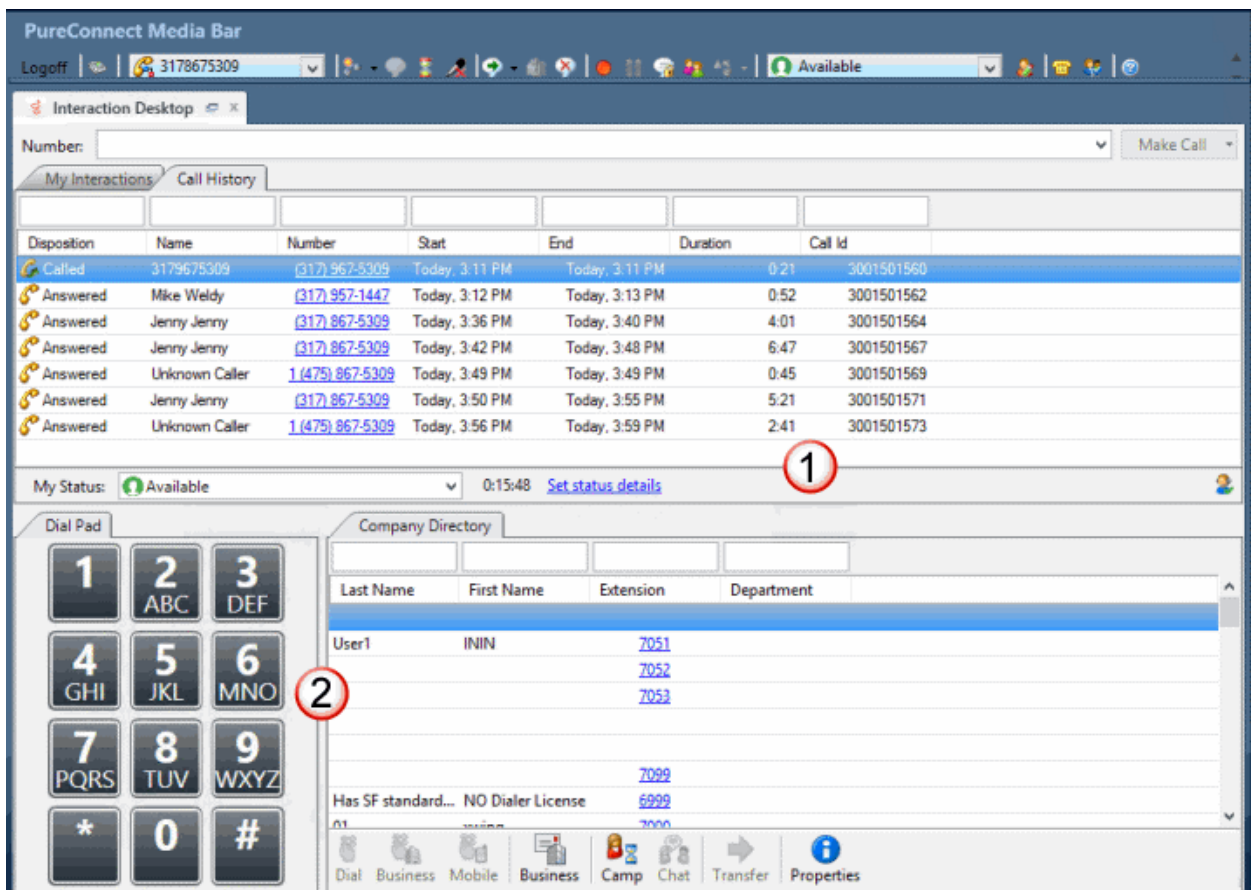 PureConnect Media Bar
Logoff 3178675309 Available
Interaction Desktop
Number: Make Call
My Interactions Call History
Disposition Name Number Start End Duration Call Id
Called 3179675309 (317) 967-5309 Today, 3:11 PM Today, 3:11 PM 0:21 3001501560
Answered Mike Weldy (317) 957-1447 Today, 3:12 PM Today, 3:13 PM 0:52 3001501562
Answered Jenny Jenny (317) 867-5309 Today, 3:36 PM Today, 3:40 PM 4:01 3001501564
Answered Jenny Jenny (317) 867-5309 Today, 3:42 PM Today, 3:48 PM 6:47 3001501567
Answered Unknown Caller 1 (475) 867-5309 Today, 3:49 PM Today, 3:49 PM 0:45 3001501569
Answered Jenny Jenny (317) 867-5309 Today, 3:50 PM Today, 3:55 PM 5:21 3001501571
Answered Unknown Caller 1 (475) 867-5309 Today, 3:56 PM Today, 3:59 PM 2:41 3001501573
1
My Status: Available 0:15:48 Set status details
Dial Pad Company Directory
1 2 3
ABC DEF
4 5 6
GHI JKL MNO
7 8 9
PQRS TUV WXYZ
* 0 #
2
Last Name First Name Extension Department
User1 ININ 7051
7052
7053
7099
Has SF standard... NO Dialer License 6999
Dial Business Mobile Business Camp Chat Transfer Properties